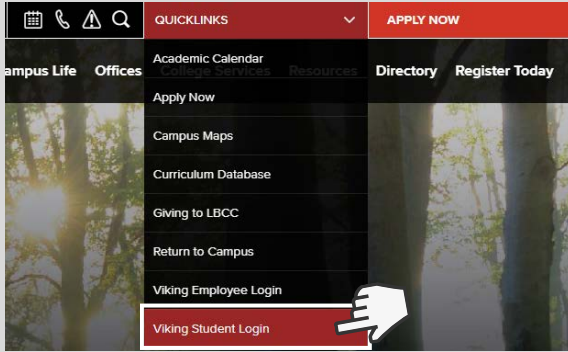 QUICKLINKS
APPLY NOW
ampus Life Offices College Services Resources Directory Register Today
Academic Calendar
Apply Now
Campus Maps
Curriculum Database
Giving to LBCC
Return to Campus
Viking Employee Login
Viking Student Login